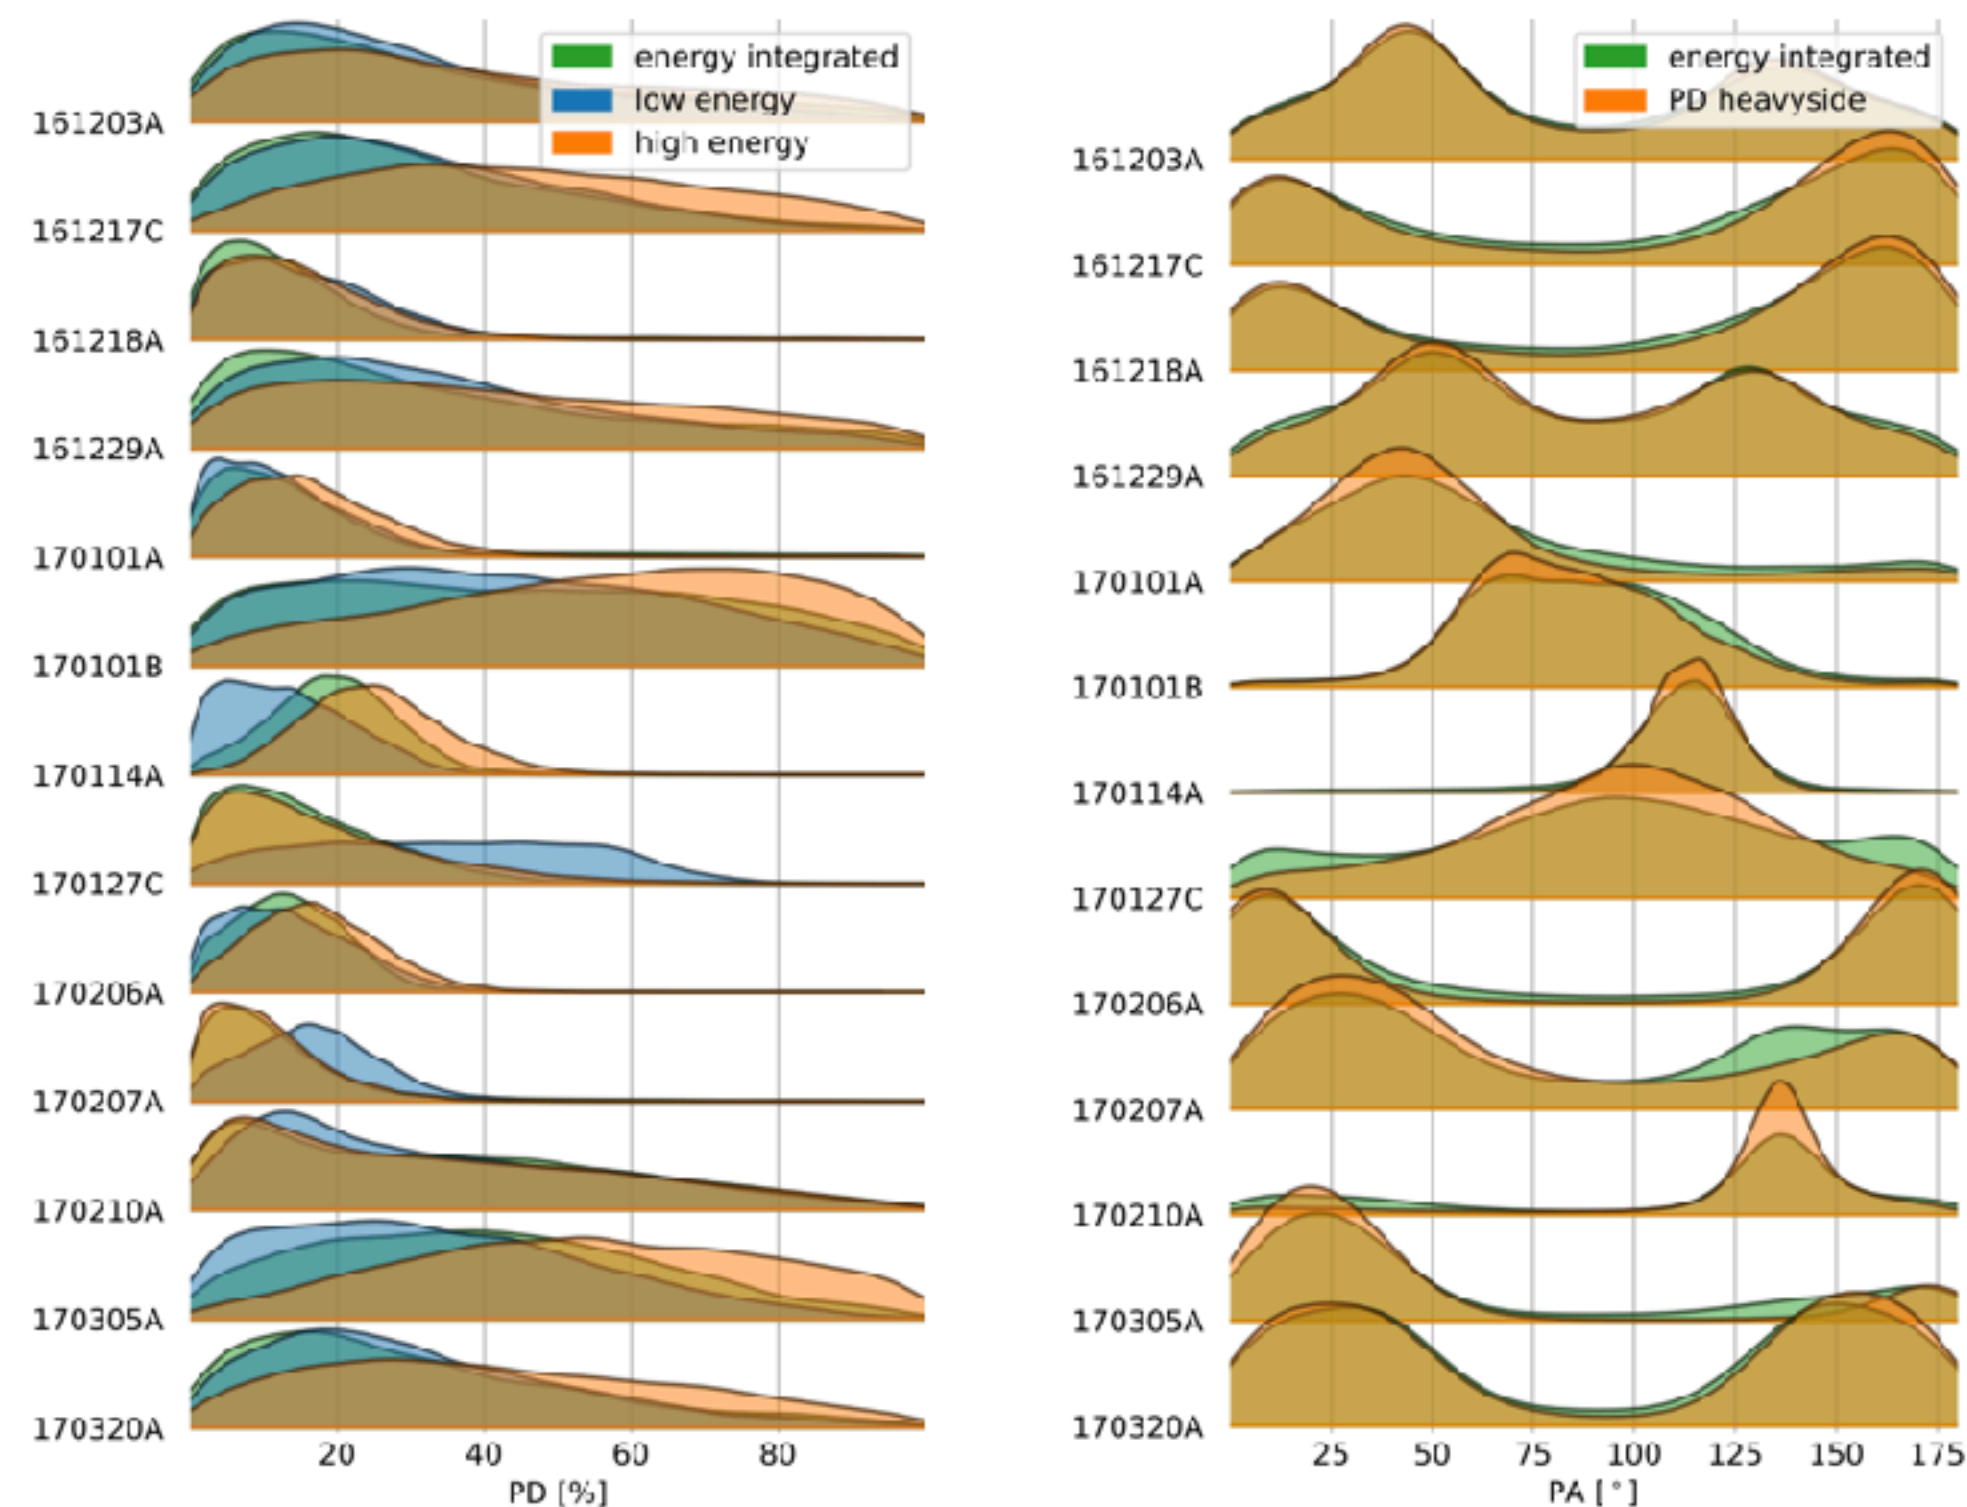 energy integrated
low energy
high energy
161203A
161217C
161218A
161229A
170101A
170101B
170114A
170127C
170206A
170207A
170210A
170305A
170320A
20 40 60 80
PD [%]
energy integrated
PD heavyside
161203A
161217C
161218A
161229A
170101A
170101B
170114A
170127C
170206A
170207A
170210A
170305A
170320A
25 50 75 100 125 150 175
PA [°]